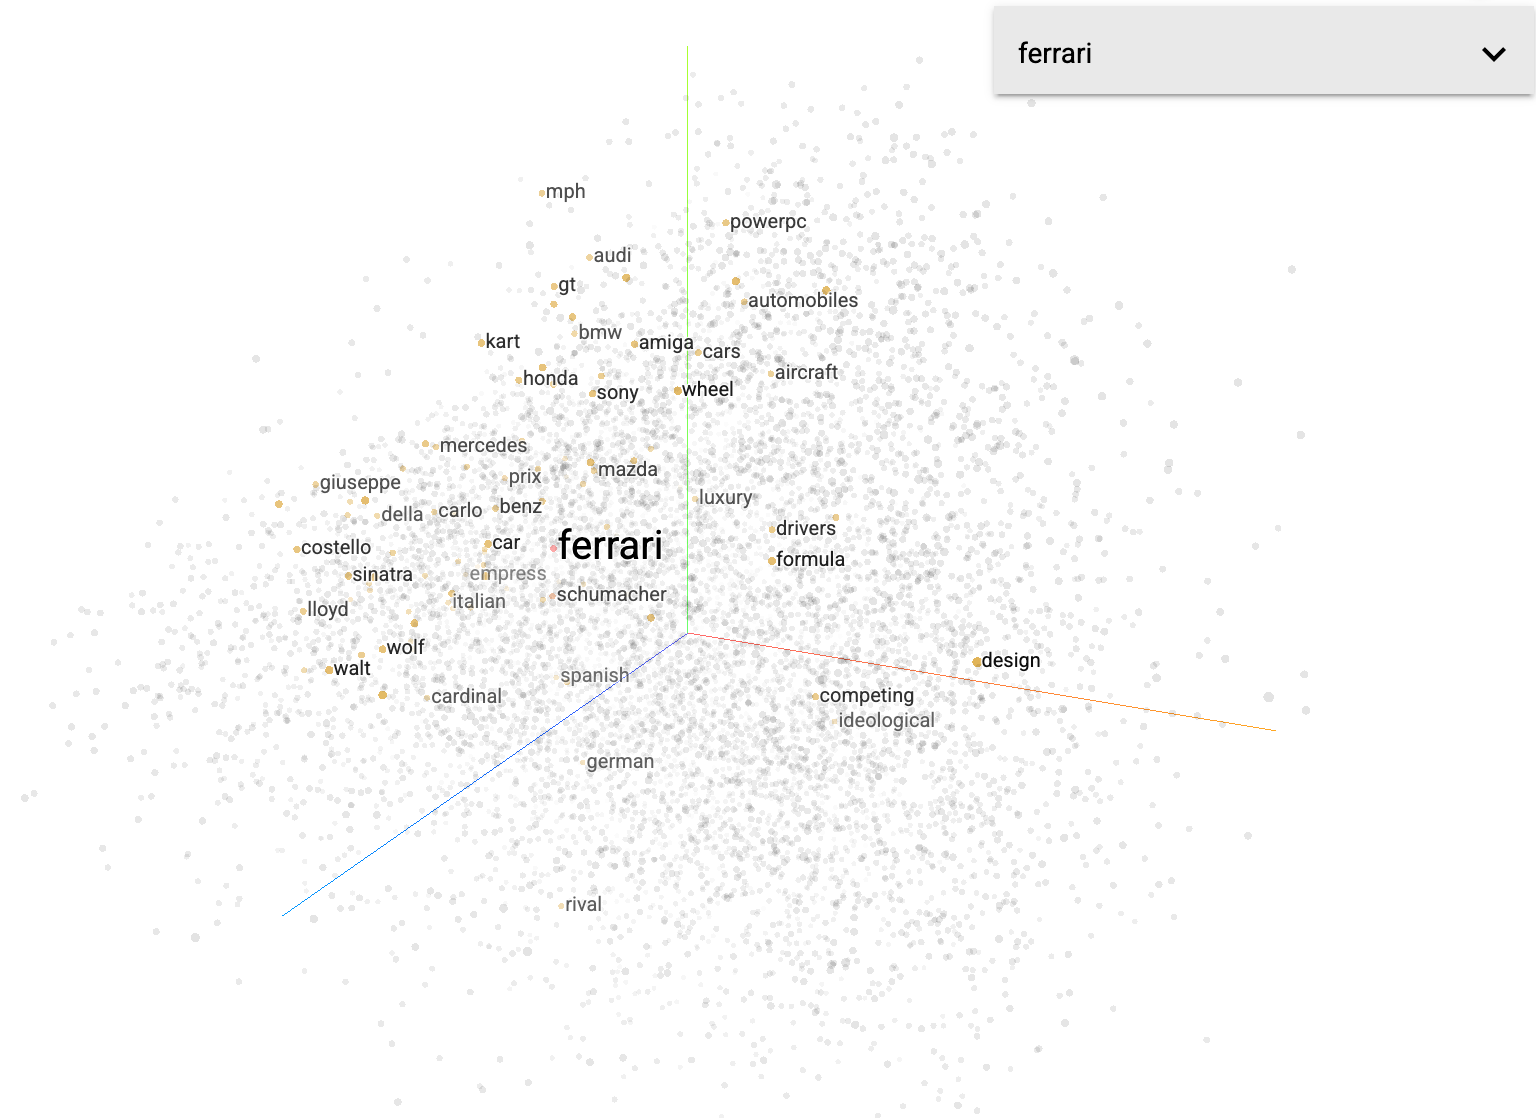 ferrari
mph
powerpc
audi
gt
automobiles
bmw
kart
amiga
cars
aircraft
honda
sony
wheel
mercedes
mazda
prix
giuseppe
luxury
benz
carlo
della
drivers
car
ferrari
costello
formula
empress
sinatra
schumacher
italian
lloyd
wolf
design
walt
spanish
cardinal
competing
ideological
german
rival